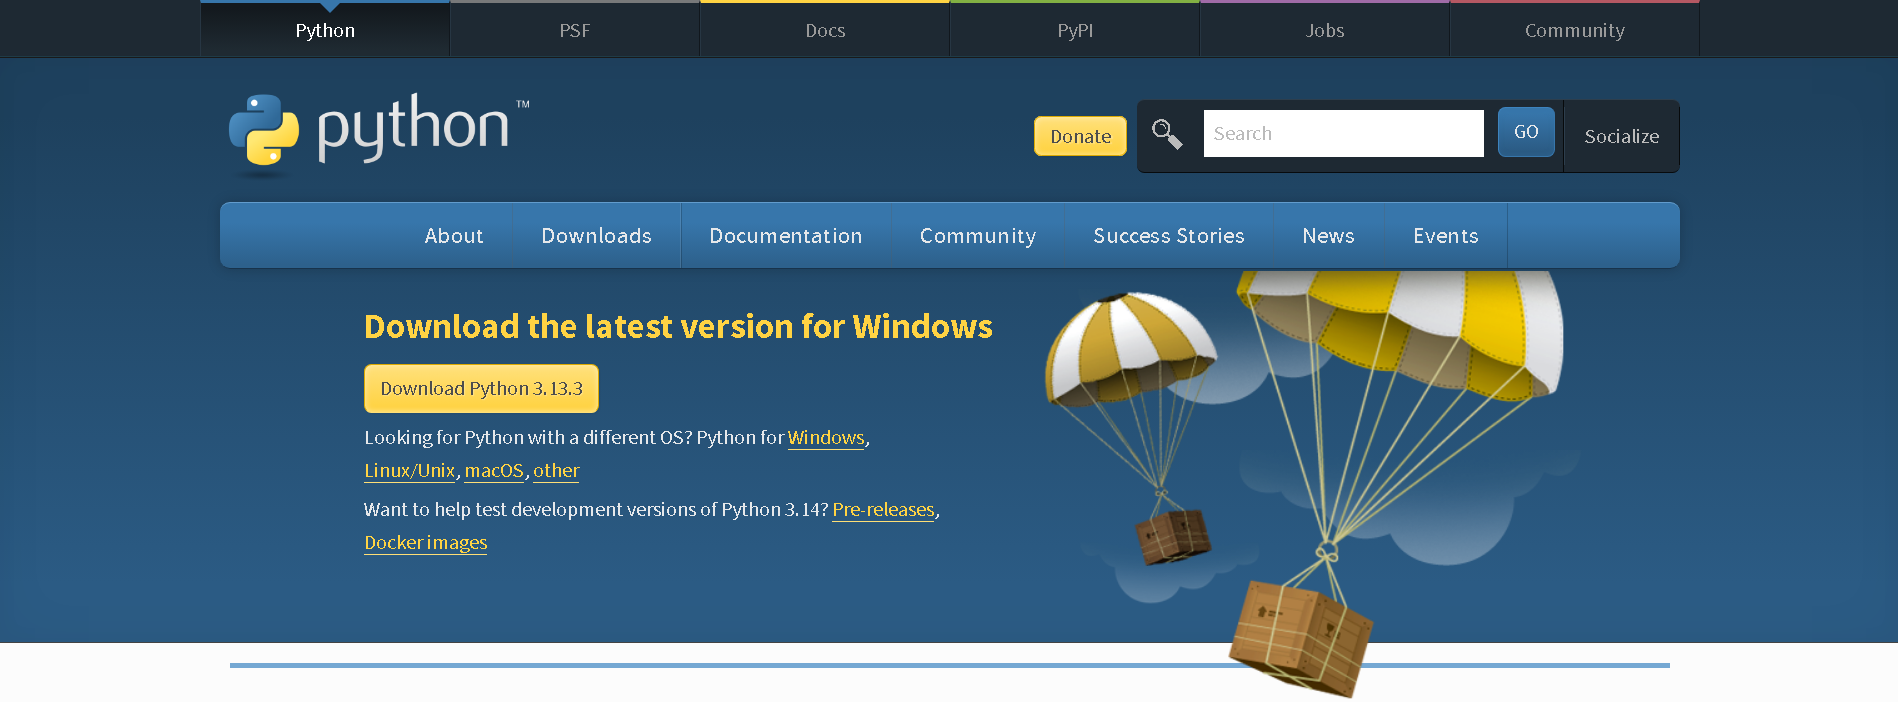 Python PSF Docs PyPI Jobs Community
python™
Donate Search GO Socialize
About Downloads Documentation Community Success Stories News Events
Download the latest version for Windows
Download Python 3.13.3
Looking for Python with a different OS? Python for Windows,
Linux/Unix, macOS, other
Want to help test development versions of Python 3.14? Pre-releases,
Docker images